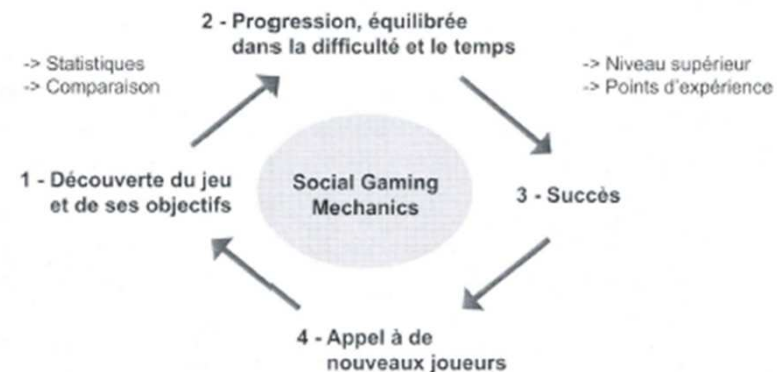 2 - Progression, équilibrée
dans la difficulté et le temps
-> Statistiques
-> Comparaison
-> Niveau supérieur
-> Points d'expérience
1 - Découverte du jeu
et de ses objectifs
Social Gaming
Mechanics
3 - Succès
4 - Appel à de
nouveaux joueurs